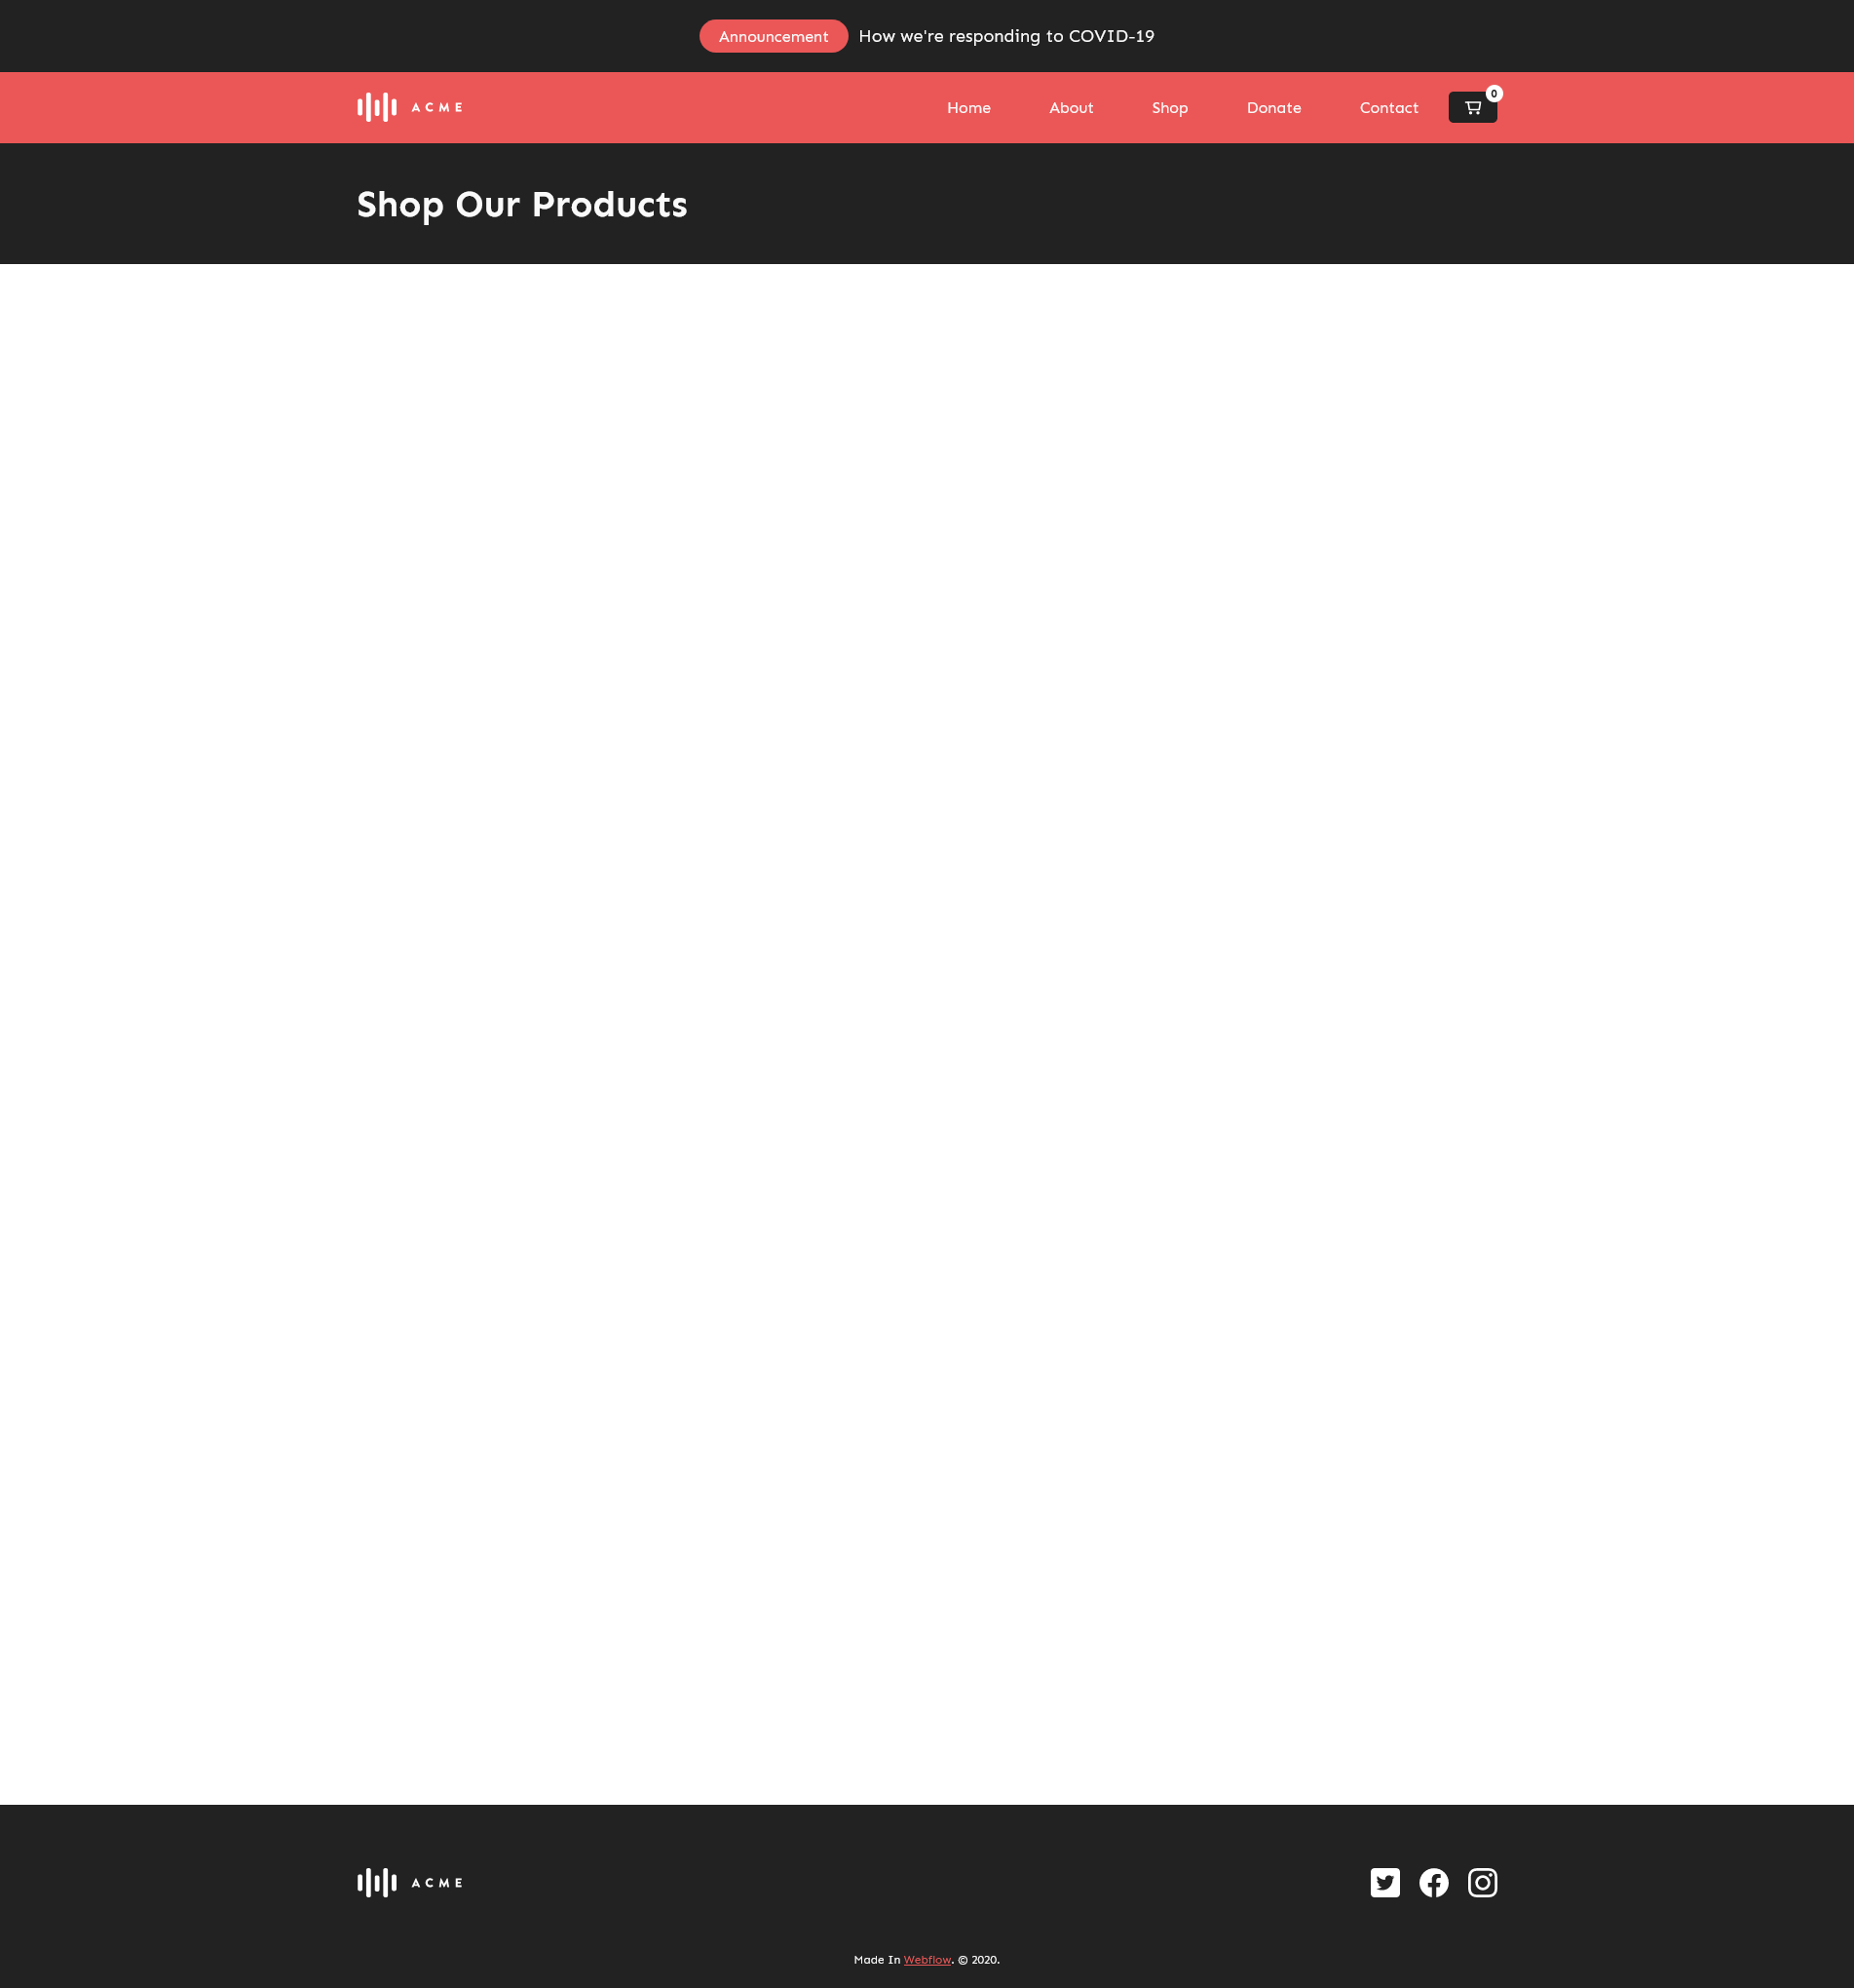 Announcement How we're responding to COVID-19
ACME Home About Shop Donate Contact 0
Shop Our Products
ACME
Made In Webflow. © 2020.